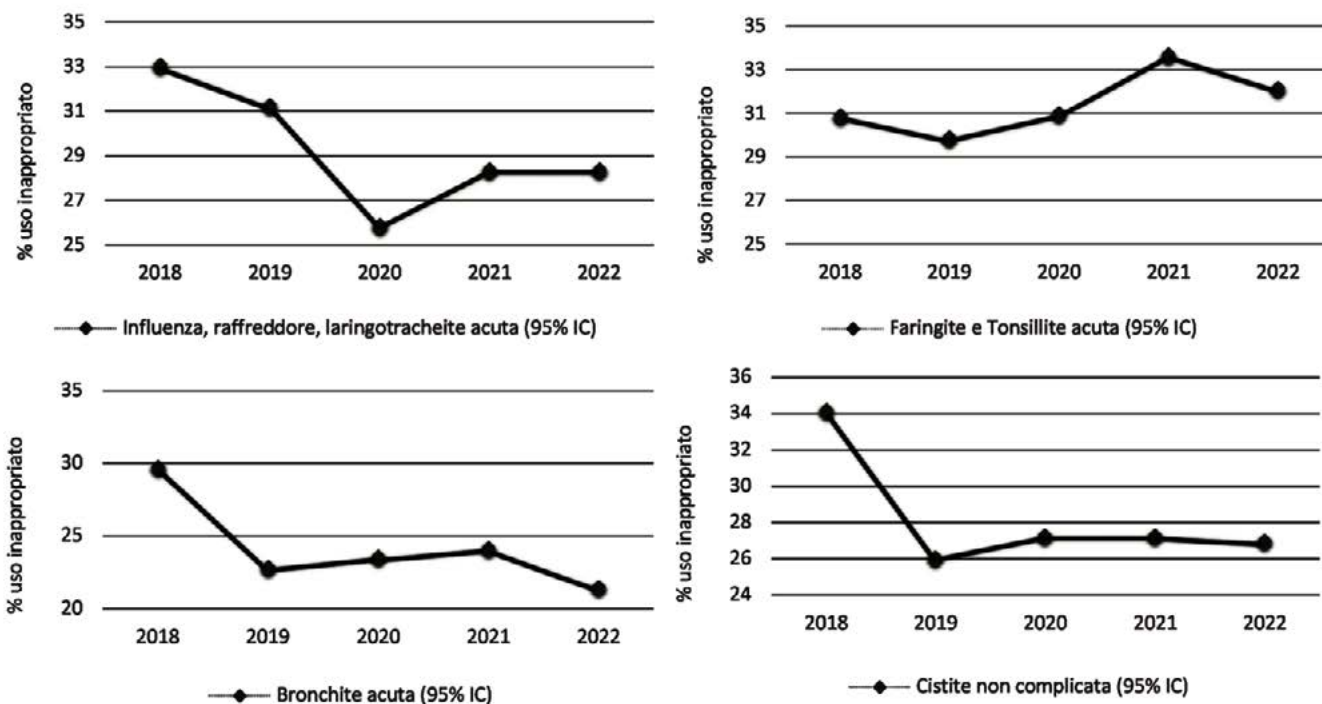 % uso inappropriato
35
33
31
28
27
25
2018 2019 2020 2021 2022
Influenza, raffreddore, laringotracheite acuta (95% IC)
% uso inappropriato
35
33
31
29
27
25
2018 2019 2020 2021 2022
Faringite e Tonsillite acuta (95% IC)
% uso inappropriato
35
30
25
20
2018 2019 2020 2021 2022
Bronchite acuta (95% IC)
% uso inappropriato
36
34
32
30
28
26
24
2018 2019 2020 2021 2022
Cistite non complicata (95% IC)